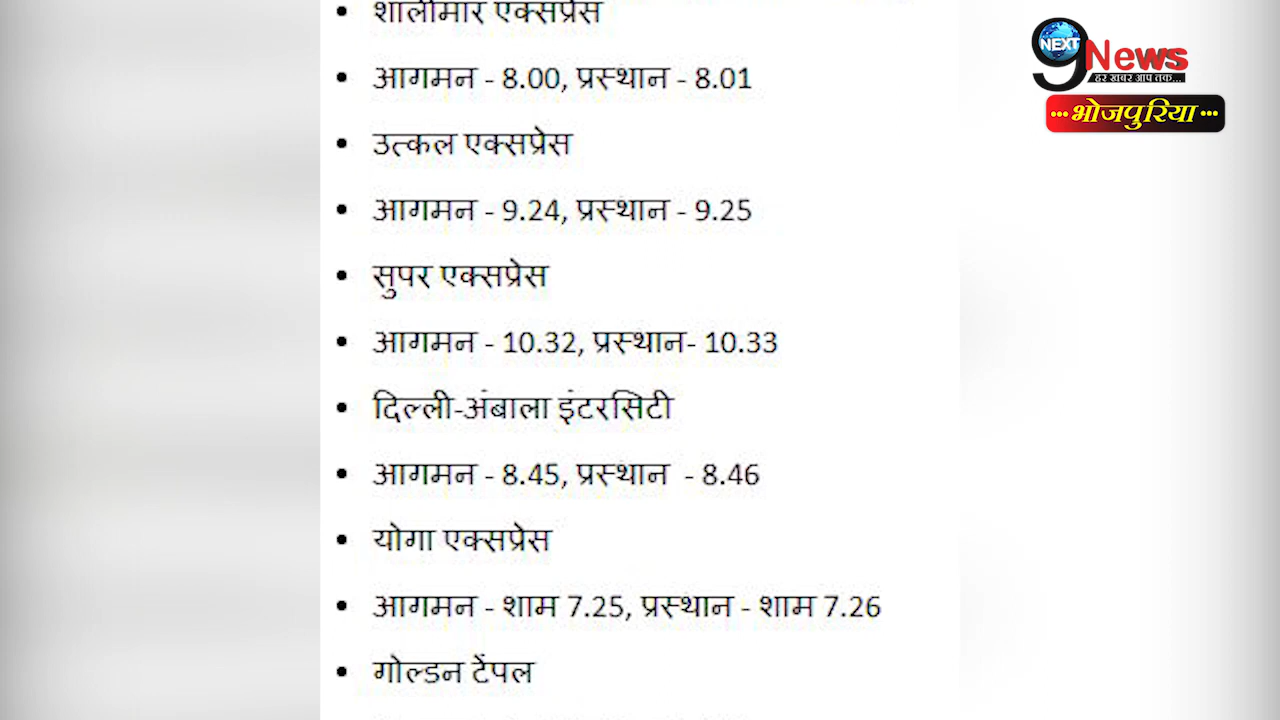 शालीमार एक्सप्रेस
आगमन - 8.00, प्रस्थान - 8.01
उत्कल एक्सप्रेस
आगमन - 9.24, प्रस्थान - 9.25
सुपर एक्सप्रेस
आगमन - 10.32, प्रस्थान- 10.33
दिल्ली-अंबाला इंटरसिटी
आगमन - 8.45, प्रस्थान - 8.46
योगा एक्सप्रेस
आगमन - शाम 7.25, प्रस्थान - शाम 7.26
गोल्डन टेंपल
NEXT
9 News
हर खबर आप तक...
...भोजपुरिया...